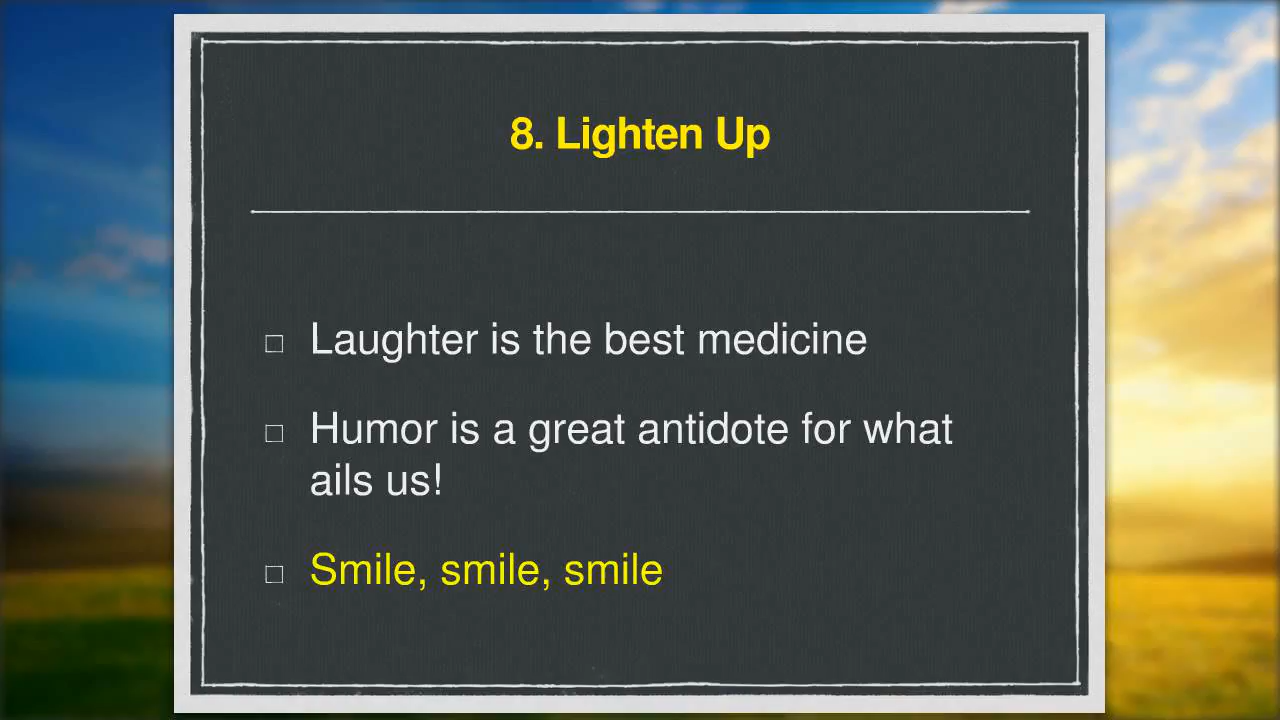 8. Lighten Up
Laughter is the best medicine
Humor is a great antidote for what
ails us!
Smile, smile, smile